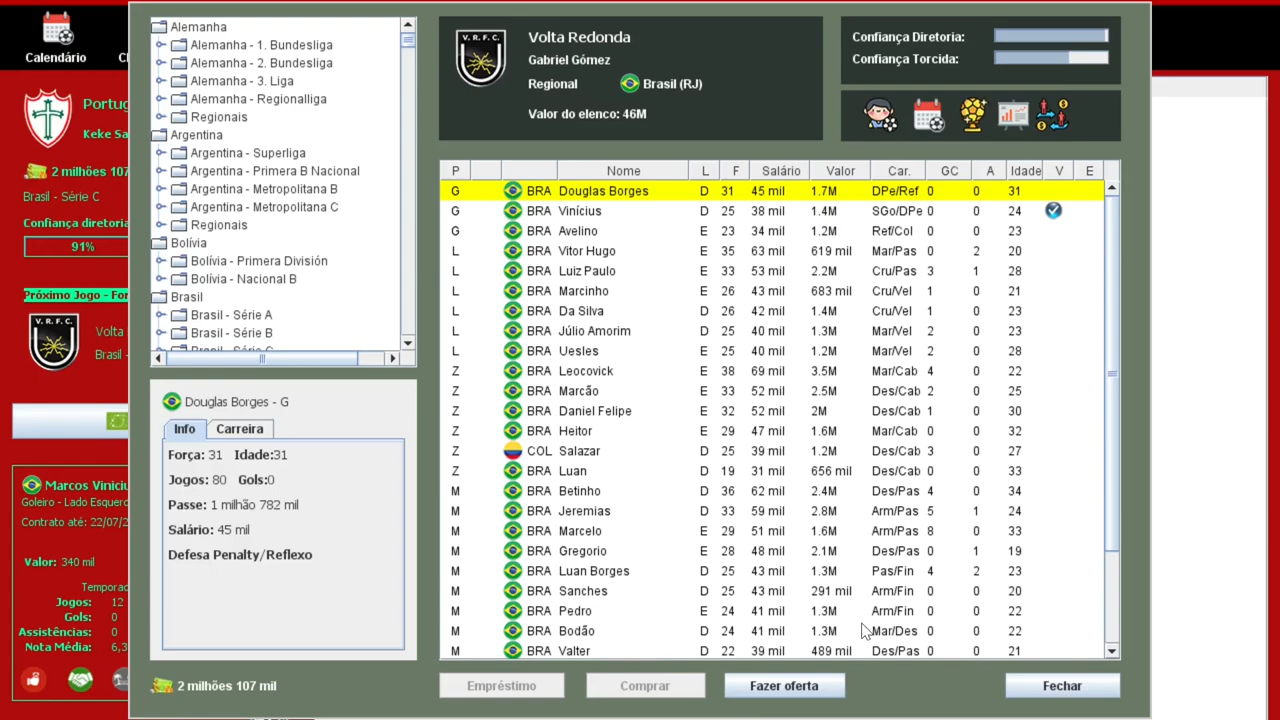 Calendário
Portug
Keke Sa
2 milhões 107
Brasil - Série C
Confiança diretoria
91%
Próximo Jogo - For
V. R. F. C.
Volta
Brasil -
Marcos Viniciu
Goleiro - Lado Esquero
Contrato até: 22/07/2
Valor: 340 mil
Temporac
Jogos: 12
Gols: 0
Assistências: 0
Nota Média: 6,3
Alemanha
Alemanha - 1. Bundesliga
Alemanha - 2. Bundesliga
Alemanha - 3. Liga
Alemanha - Regionalliga
Regionais
Argentina
Argentina - Superliga
Argentina - Primera B Nacional
Argentina - Metropolitana B
Argentina - Metropolitana C
Regionais
Bolívia
Bolívia - Primera División
Bolívia - Nacional B
Brasil
Brasil - Série A
Brasil - Série B
Brasil - Série C
Douglas Borges - G
Info Carreira
Força: 31 Idade:31
Jogos: 80 Gols:0
Passe: 1 milhão 782 mil
Salário: 45 mil
Defesa Penalty/Reflexo
2 milhões 107 mil
V. R. F. C.
Volta Redonda
Gabriel Gómez
Regional Brasil (RJ)
Valor do elenco: 46M
Confiança Diretoria:
Confiança Torcida:
P Nome L F Salário Valor Car. GC A Idade V E
G BRA Douglas Borges D 31 45 mil 1.7M DPe/Ref 0 0 31
G BRA Vinícius D 25 38 mil 1.4M SGo/DPe 0 0 24
G BRA Avelino E 23 34 mil 1.2M Ref/Col 0 0 23
L BRA Vitor Hugo E 35 63 mil 619 mil Mar/Pas 0 2 20
L BRA Luiz Paulo E 33 53 mil 2.2M Cru/Pas 3 1 28
L BRA Marcinho E 26 43 mil 683 mil Cru/Vel 1 0 21
L BRA Da Silva D 26 42 mil 1.4M Cru/Vel 1 0 23
L BRA Júlio Amorim D 25 40 mil 1.3M Mar/Vel 2 0 23
L BRA Uesles E 25 40 mil 1.2M Mar/Vel 2 0 28
Z BRA Leocovick E 38 69 mil 3.5M Mar/Cab 4 0 22
Z BRA Marcão E 33 52 mil 2.5M Des/Cab 2 0 25
Z BRA Daniel Felipe E 32 52 mil 2M Des/Cab 1 0 30
Z BRA Heitor E 29 47 mil 1.6M Mar/Cab 0 0 32
Z COL Salazar D 25 39 mil 1.2M Des/Cab 3 0 27
Z BRA Luan D 19 31 mil 656 mil Des/Cab 0 0 33
M BRA Betinho D 36 62 mil 2.4M Des/Pas 4 0 34
M BRA Jeremias D 33 59 mil 2.8M Arm/Pas 5 1 24
M BRA Marcelo E 29 51 mil 1.6M Arm/Pas 8 0 33
M BRA Gregorio E 28 48 mil 2.1M Des/Pas 0 1 19
M BRA Luan Borges D 25 43 mil 1.3M Pas/Fin 4 2 23
M BRA Sanches D 25 43 mil 291 mil Arm/Fin 0 0 20
M BRA Pedro E 24 41 mil 1.3M Arm/Fin 0 0 22
M BRA Bodão D 24 41 mil 1.3M Mar/Des 0 0 22
M BRA Valter D 22 39 mil 489 mil Des/Pas 0 0 21
Empréstimo Comprar Fazer oferta Fechar